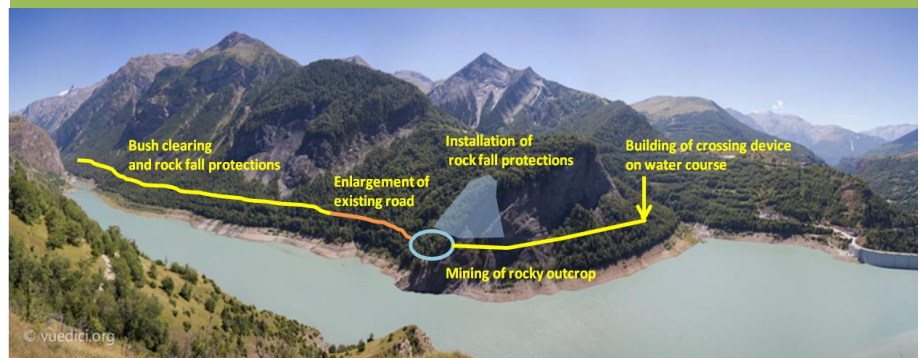 Bush clearing
and rock fall protections
Enlargement of
existing road
Installation of
rock fall protections
Building of crossing device
on water course
Mining of rocky outcrop
© vuedici.org